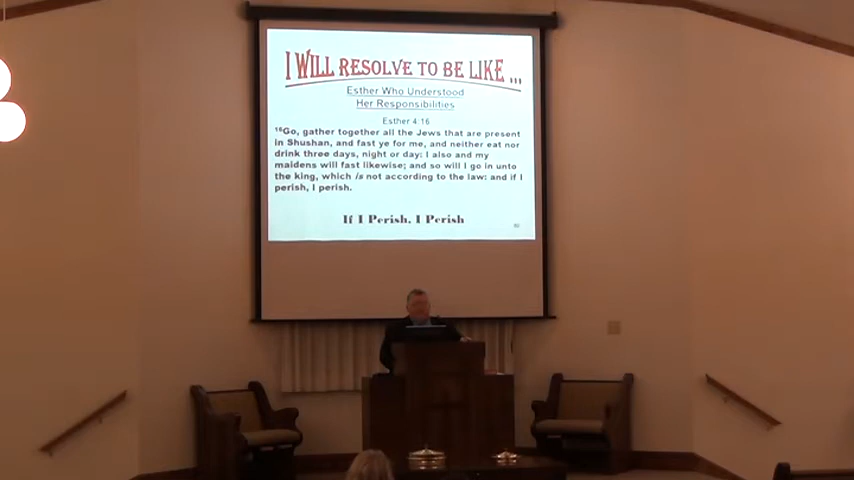 I WILL RESOLVE TO BE LIKE...
Esther Who Understood
Her Responsibilities
Esther 4:16
16Go, gather together all the Jews that are present
in Shushan, and fast ye for me, and neither eat nor
drink three days, night or day: I also and my
maidens will fast likewise; and so will I go in unto
the king, which is not according to the law: and if I
perish, I perish.
If I Perish, I Perish